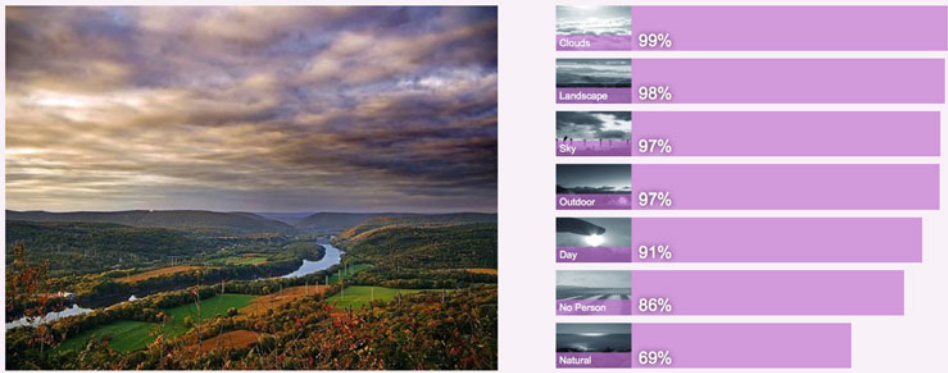 Clouds 99%
Landscape 98%
Sky 97%
Outdoor 97%
Day 91%
No Person 86%
Natural 69%